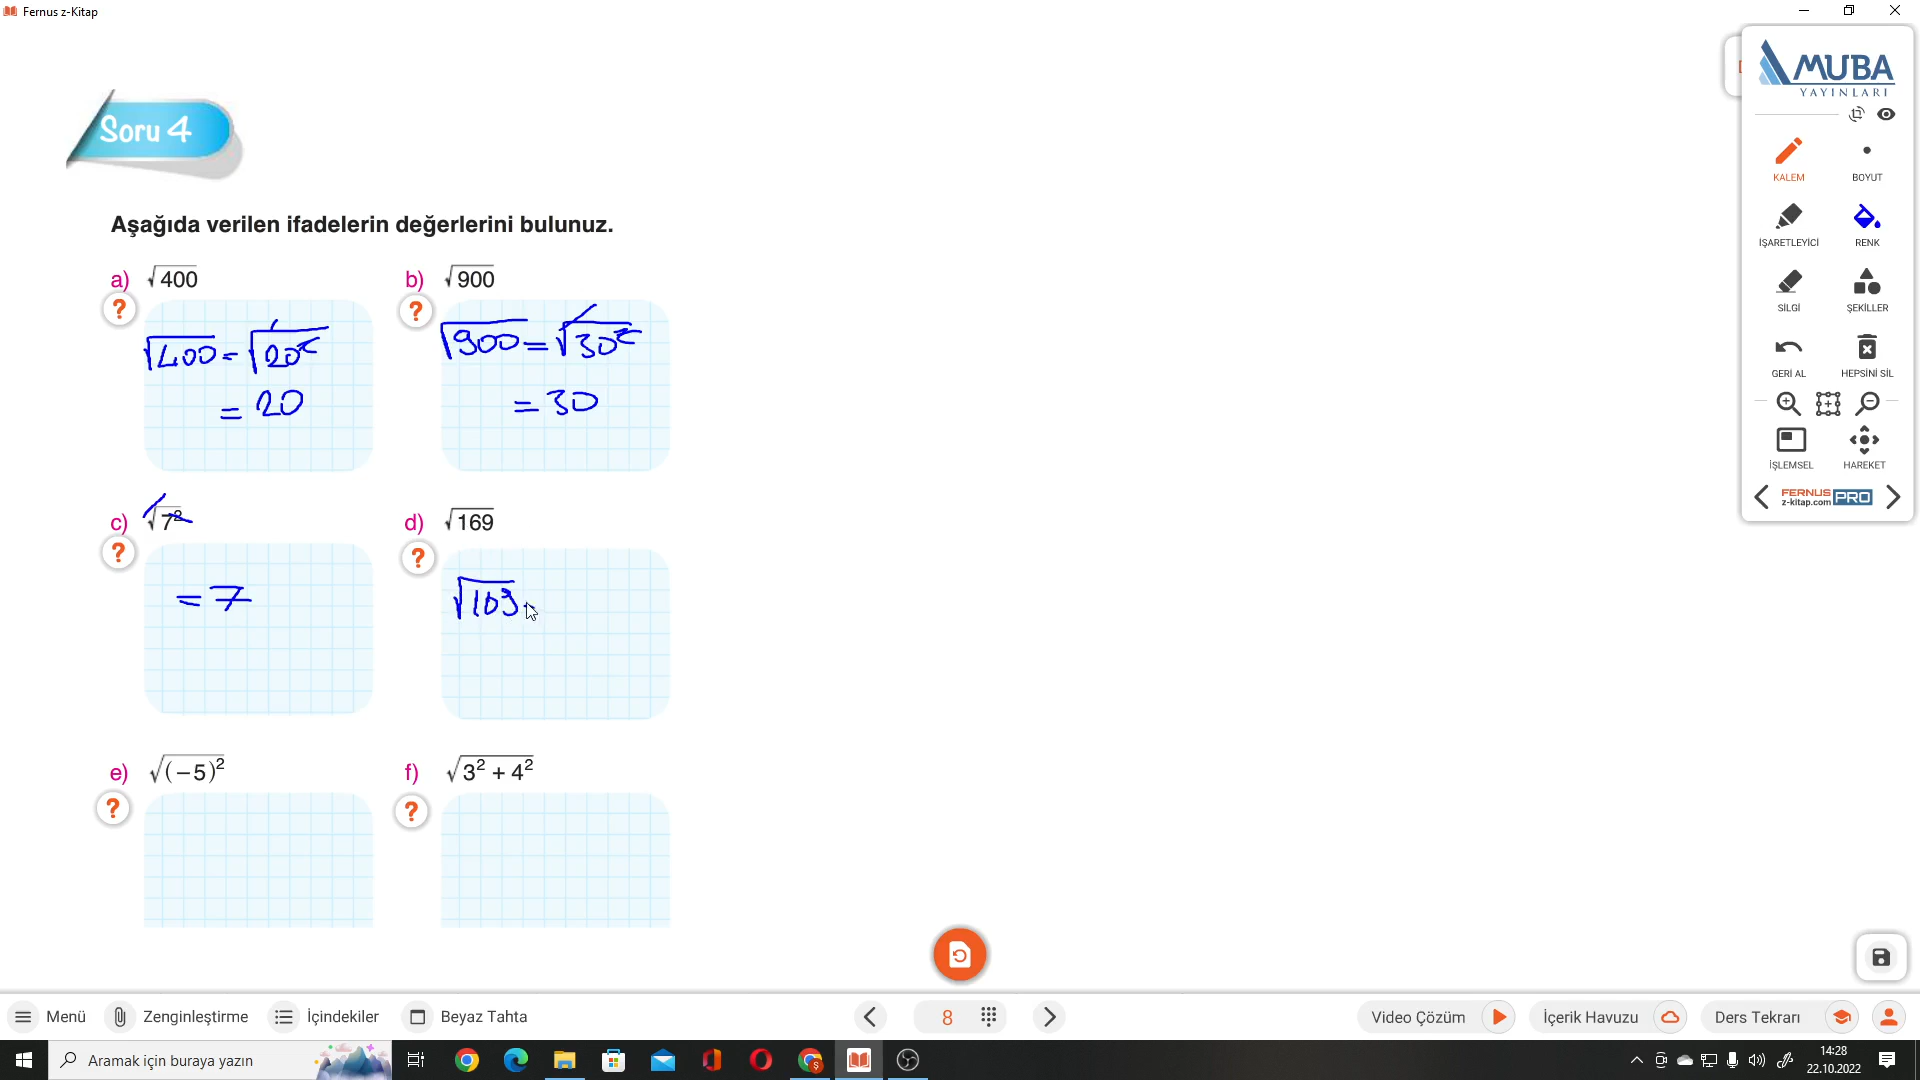 Fernus z-Kitap
MUBA
YAYINLARI
Soru 4
KALEM
BOYUT
Aşağıda verilen ifadelerin değerlerini bulunuz.
İŞARETLEYİCİ
RENK
a) √400
b) √900
SİLGİ
ŞEKİLLER
?
?
√400 = √20²
= 20
√900 = √30²
= 30
GERİ AL
HEPSİNİ SİL
İŞLEMSEL
HAREKET
FERNUS
z-kitap.com
PRO
c) √7²
d) √169
?
?
= 7
e) √(−5)²
f) √3² + 4²
?
?
Menü
Zenginleştirme
İçindekiler
Beyaz Tahta
8
Video Çözüm
İçerik Havuzu
Ders Tekrarı
Aramak için buraya yazın
14:28
22.10.2022